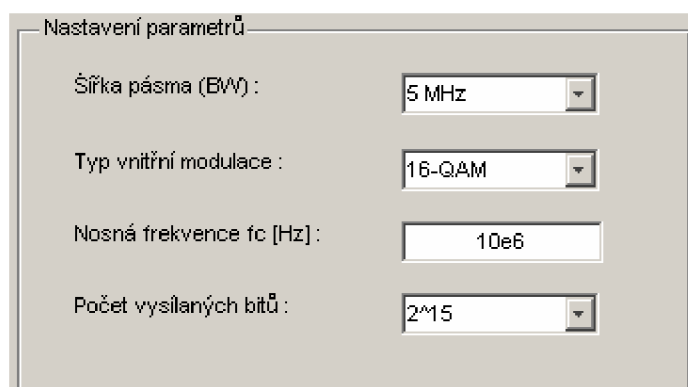 Nastavení parametrů
Šířka pásma (BW) : 5 MHz
Typ vnitřní modulace : 16-QAM
Nosná frekvence fc [Hz] : 10e6
Počet vysílaných bitů : 2^15